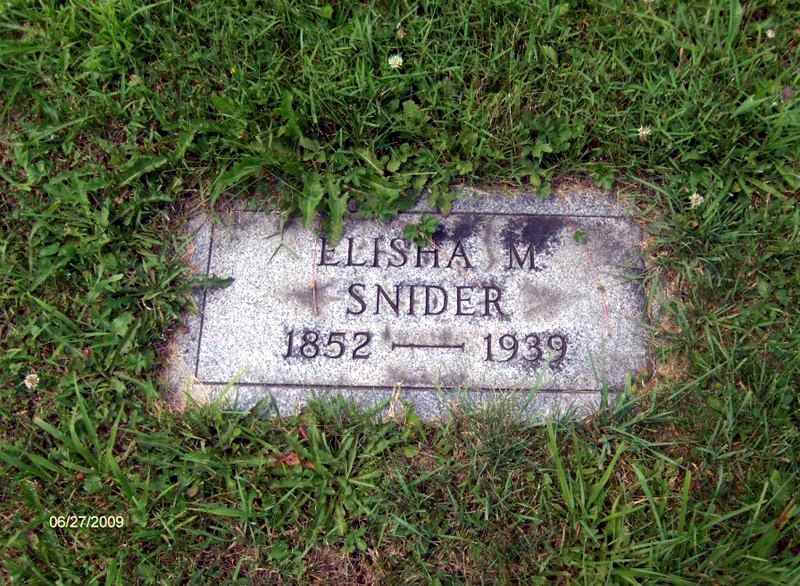 ELISHA M
SNIDER
1852 — 1939
06/27/2009